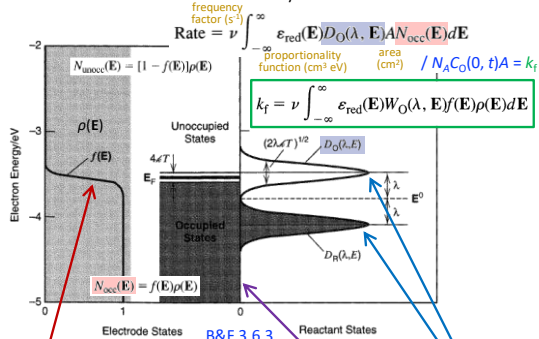 frequency
factor (s⁻¹)
Rate = ν ∫_{-∞}^{∞} ε_red(E)D_O(λ, E)AN_occ(E)dE
proportionality
function (cm³ eV)
area
(cm²)
/ N_A C_O(0, t)A = k_f
k_f = ν ∫_{-∞}^{∞} ε_red(E)W_O(λ, E)f(E)ρ(E)dE
N_unocc(E) = [1 − f(E)]ρ(E)
ρ(E)
f(E)
N_occ(E) = f(E)ρ(E)
Electron Energy/eV
−2
−3
−4
−5
0
1
Electrode States
Unoccupied
States
4𝓀T
E_F
Occupied
States
(2λ𝓀T)^{1/2}
D_O(λ,E)
λ
E⁰
λ
D_R(λ,E)
0
Reactant States
B&F 3.6.3